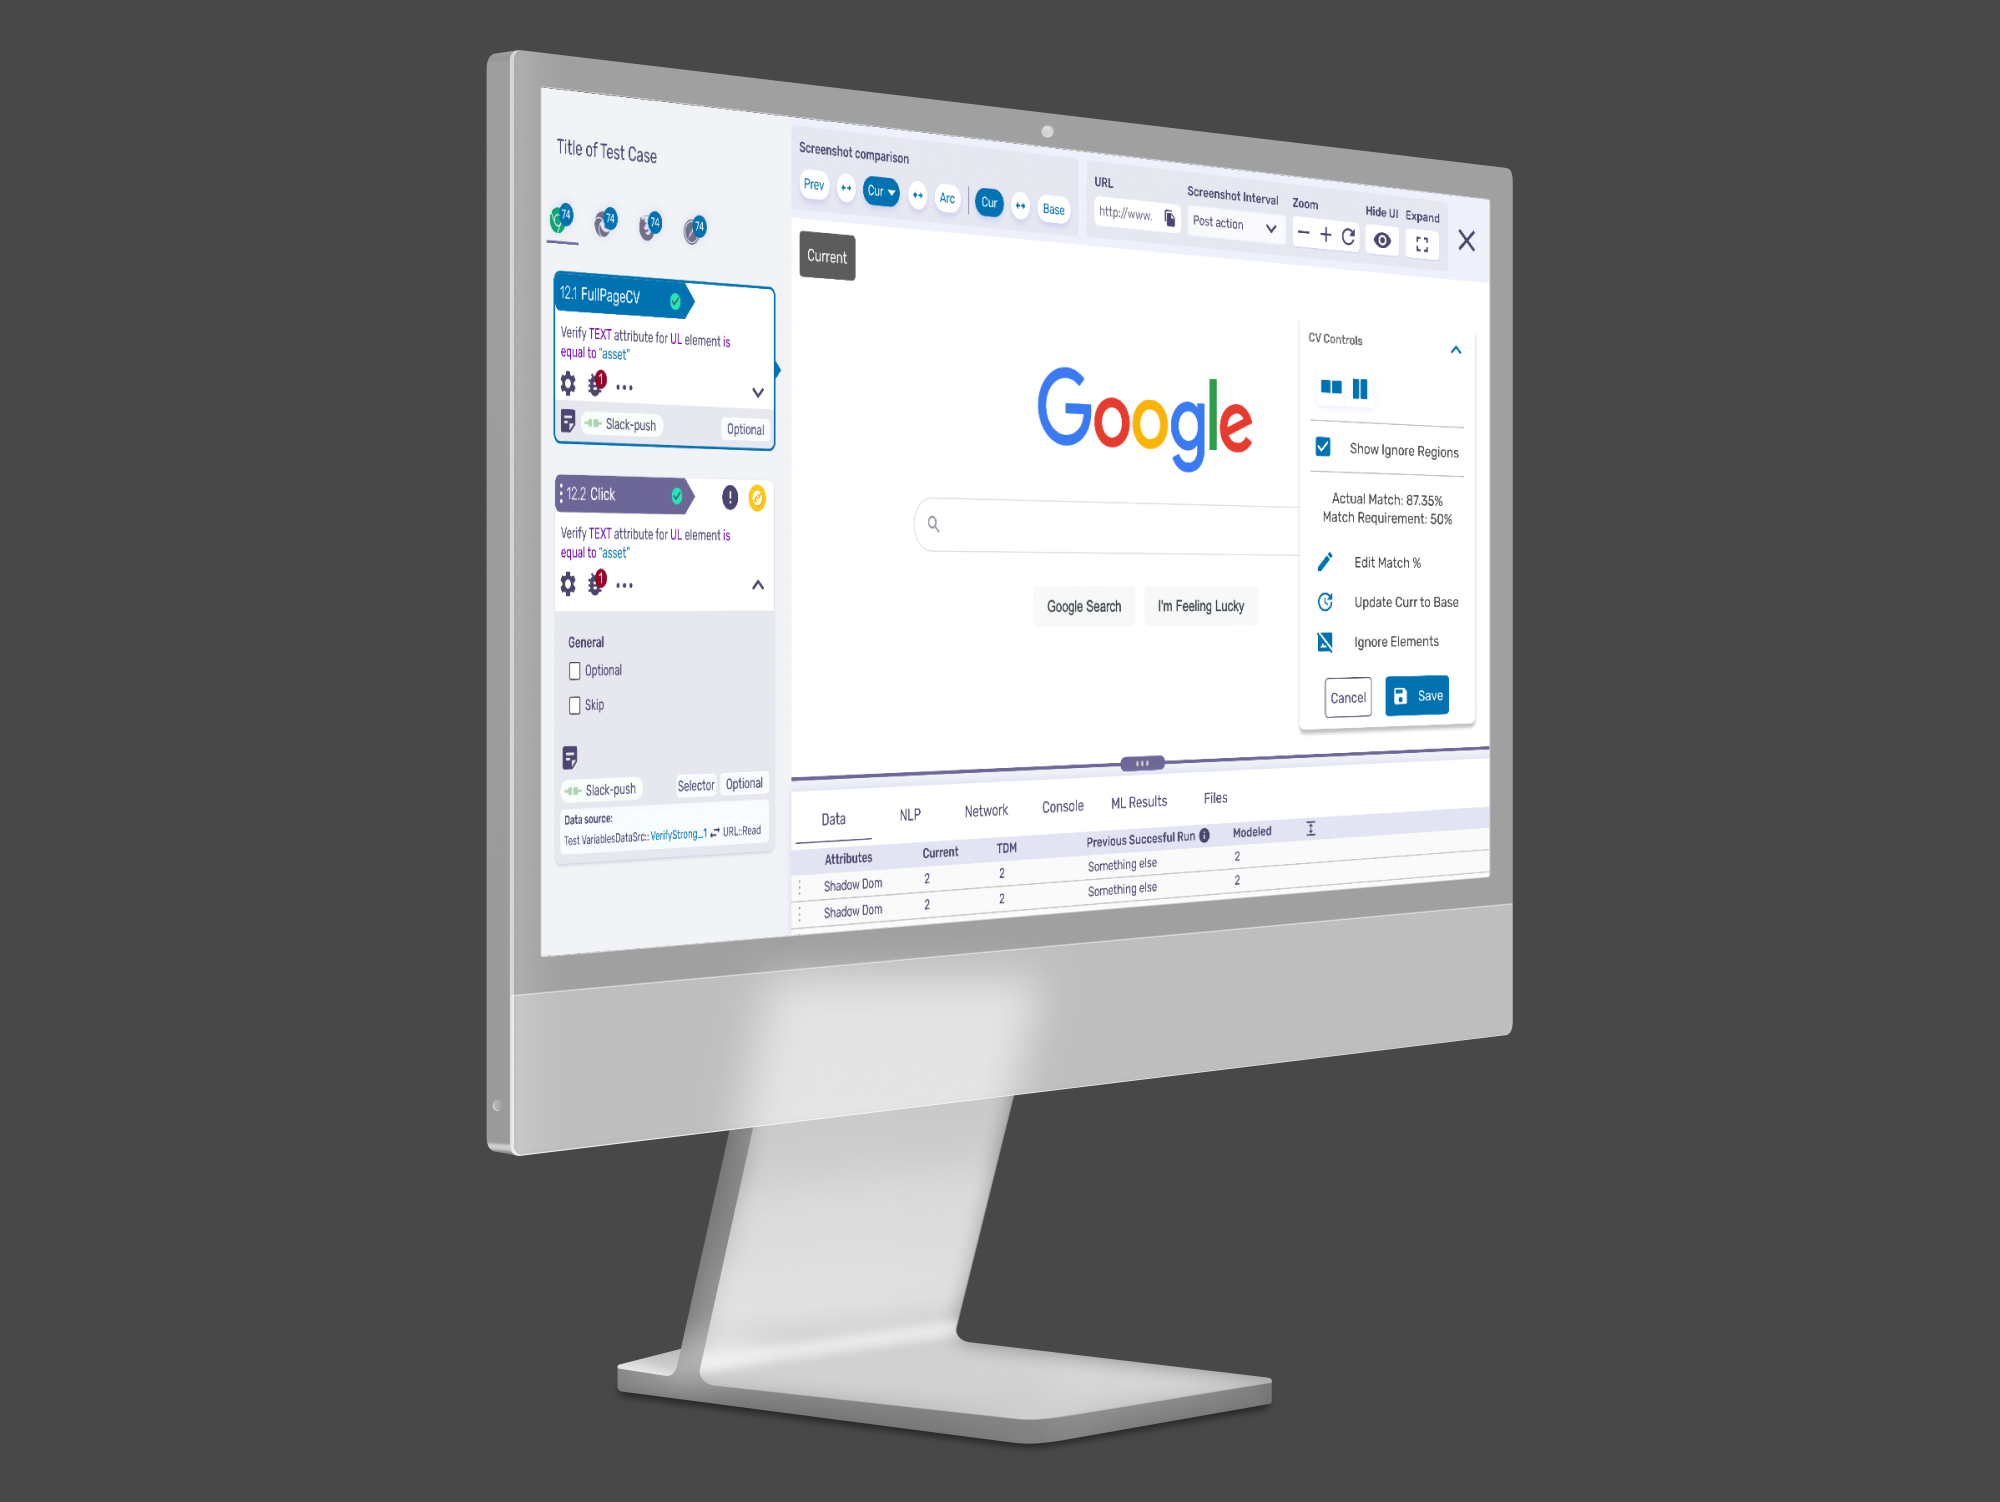 Title of Test Case
74
74
74
74
12.1 FullPageCV
Verify TEXT attribute for UL element is
equal to "asset"
1
Slack-push
Optional
12.2 Click
Verify TEXT attribute for UL element is
equal to "asset"
1
General
Optional
Skip
Slack-push
Selector
Optional
Data source:
Test VariablesDataSrc:: VerifyStrong_1 URL::Read
Screenshot comparison
Prev
Cur
Arc
Cur
Base
URL
http://www.
Screenshot Interval
Post action
Zoom
Hide UI
Expand
Current
Google
Google Search
I'm Feeling Lucky
CV Controls
Show Ignore Regions
Actual Match: 87.35%
Match Requirement: 50%
Edit Match %
Update Curr to Base
Ignore Elements
Cancel
Save
Data NLP Network Console ML Results Files
Attributes Current TDM Previous Succesful Run Modeled
Shadow Dom 2 2 Something else 2
Shadow Dom 2 2 Something else 2